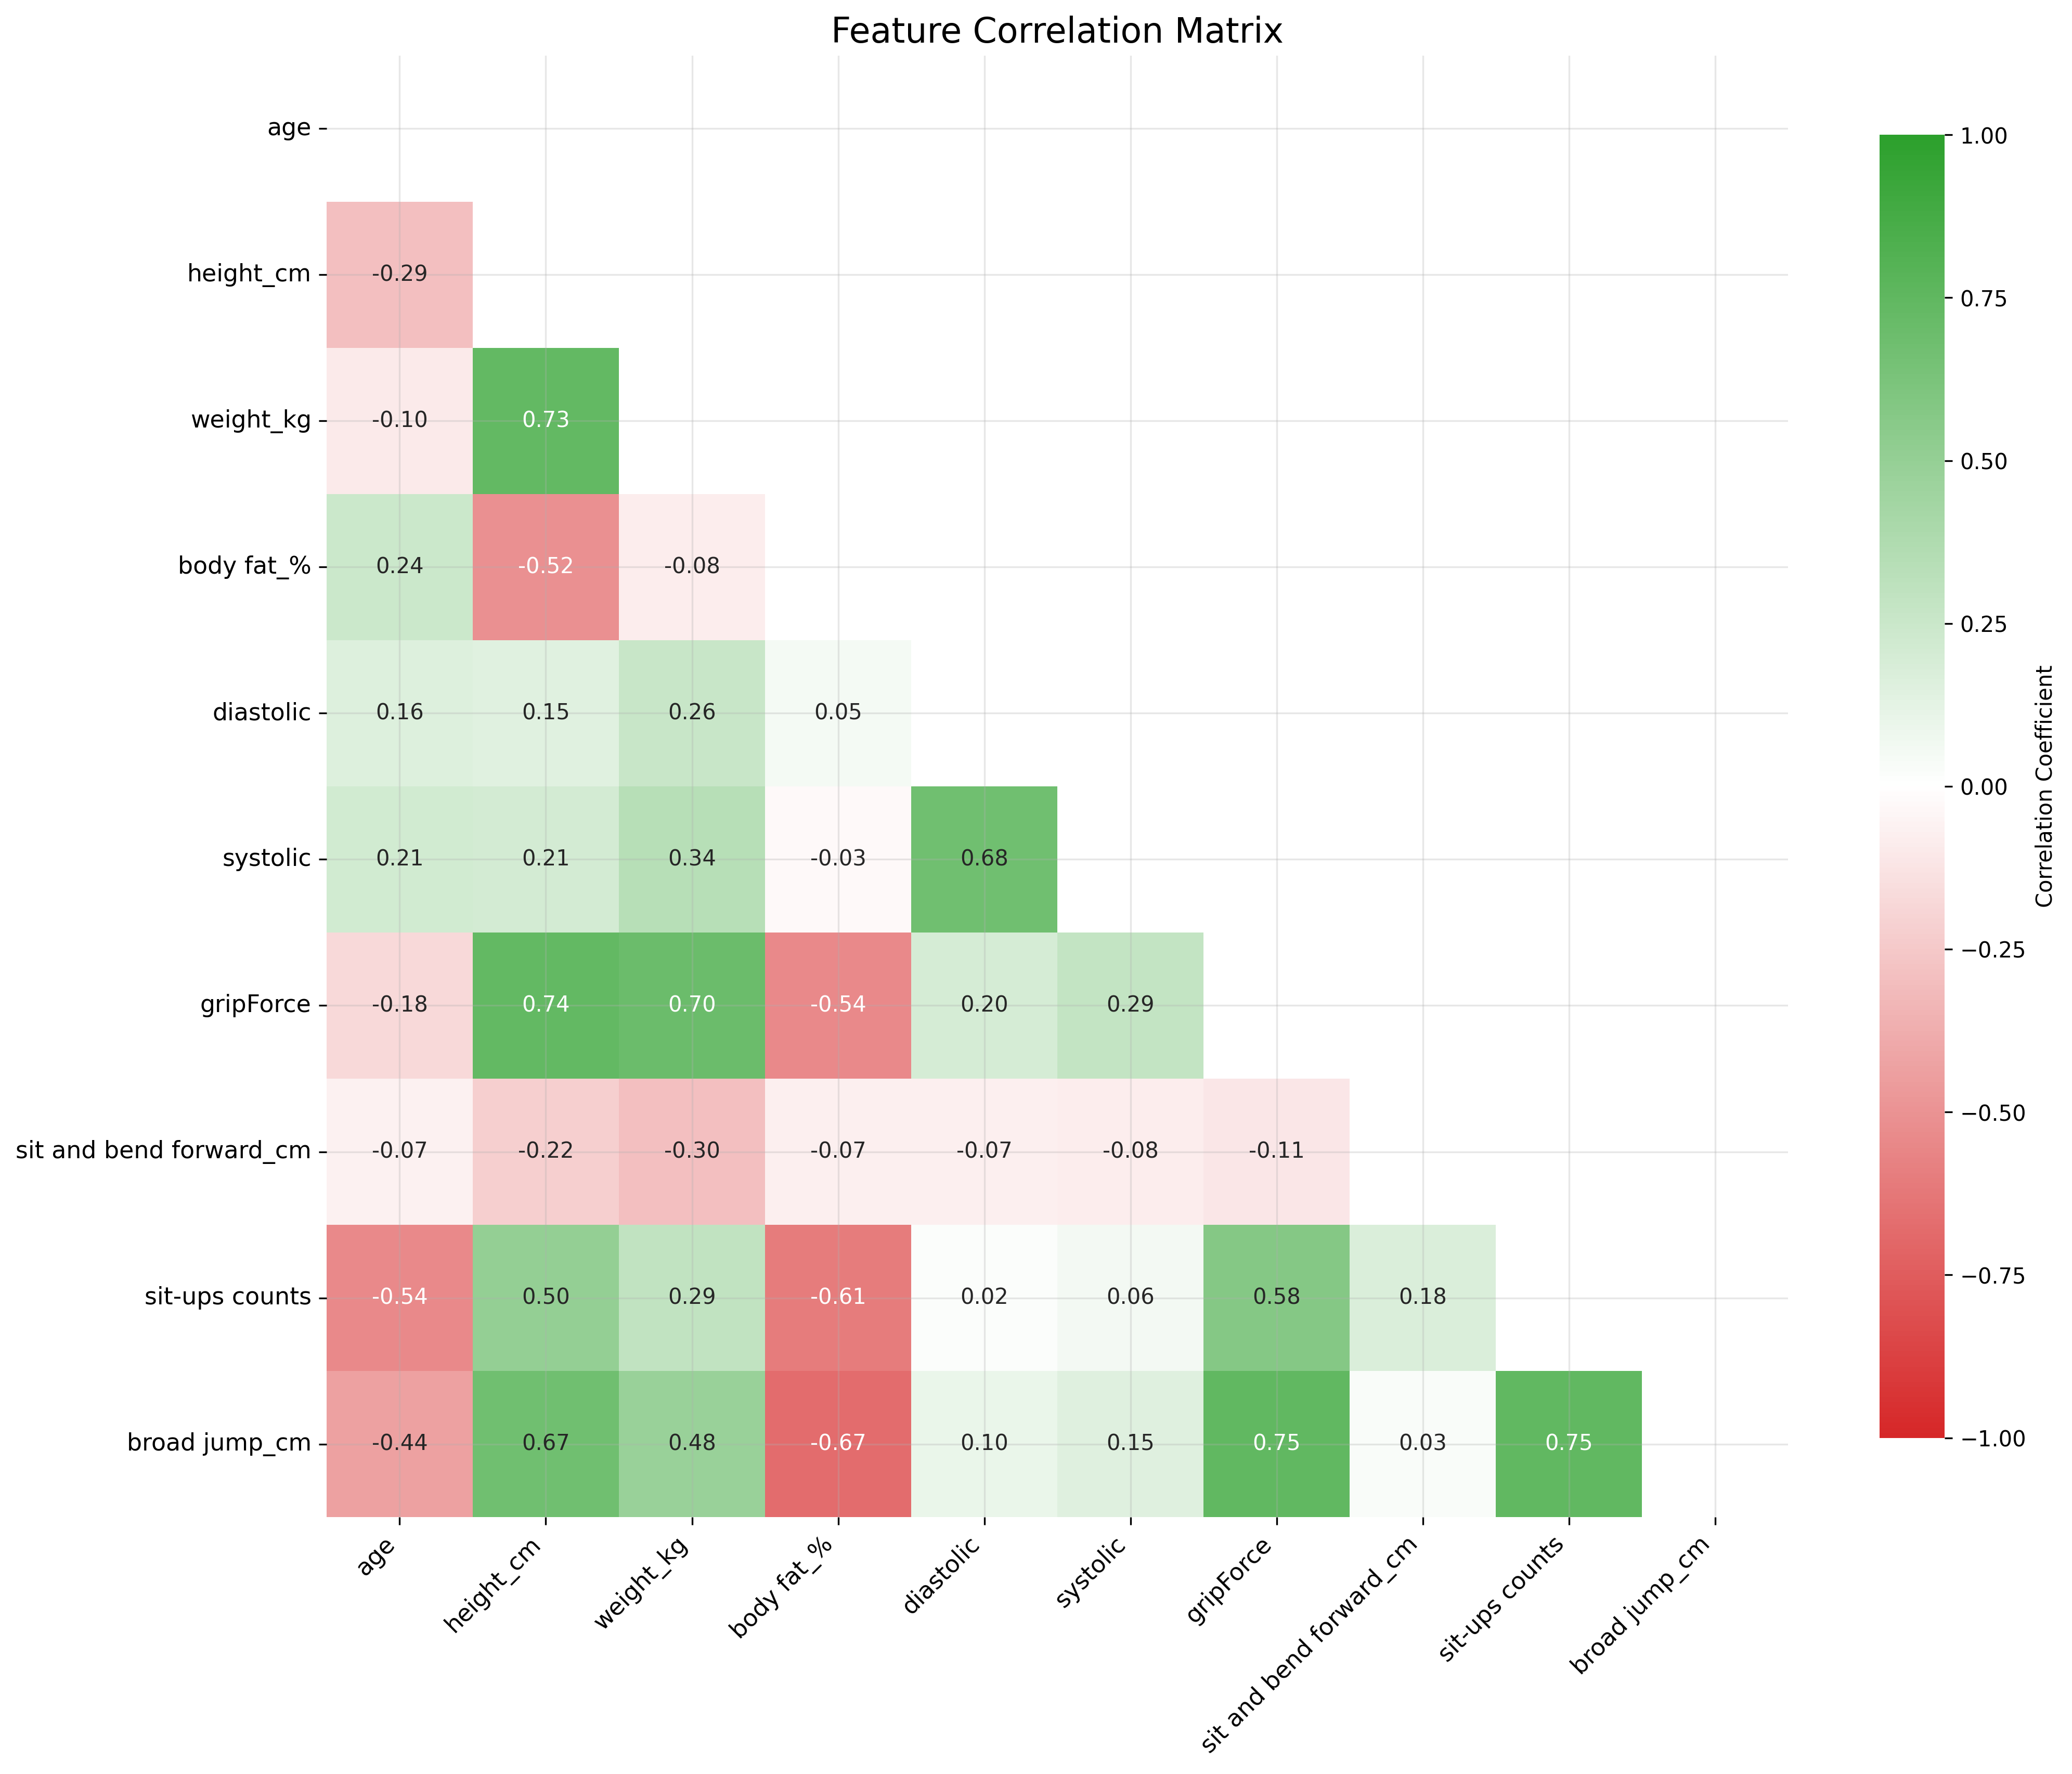 Feature Correlation Matrix
age
height_cm -0.29
weight_kg -0.10 0.73
body fat_% 0.24 -0.52 -0.08
diastolic 0.16 0.15 0.26 0.05
systolic 0.21 0.21 0.34 -0.03 0.68
gripForce -0.18 0.74 0.70 -0.54 0.20 0.29
sit and bend forward_cm -0.07 -0.22 -0.30 -0.07 -0.07 -0.08 -0.11
sit-ups counts -0.54 0.50 0.29 -0.61 0.02 0.06 0.58 0.18
broad jump_cm -0.44 0.67 0.48 -0.67 0.10 0.15 0.75 0.03 0.75
age
height_cm
weight_kg
body fat_%
diastolic
systolic
gripForce
sit and bend forward_cm
sit-ups counts
broad jump_cm
1.00
0.75
0.50
0.25
0.00
−0.25
−0.50
−0.75
−1.00
Correlation Coefficient